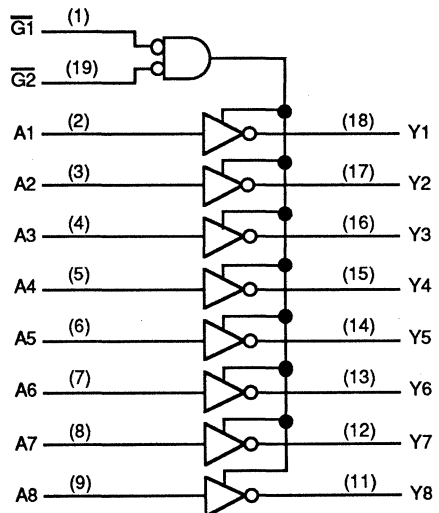 G1 (1)
G2 (19)
A1 (2) (18) Y1
A2 (3) (17) Y2
A3 (4) (16) Y3
A4 (5) (15) Y4
A5 (6) (14) Y5
A6 (7) (13) Y6
A7 (8) (12) Y7
A8 (9) (11) Y8